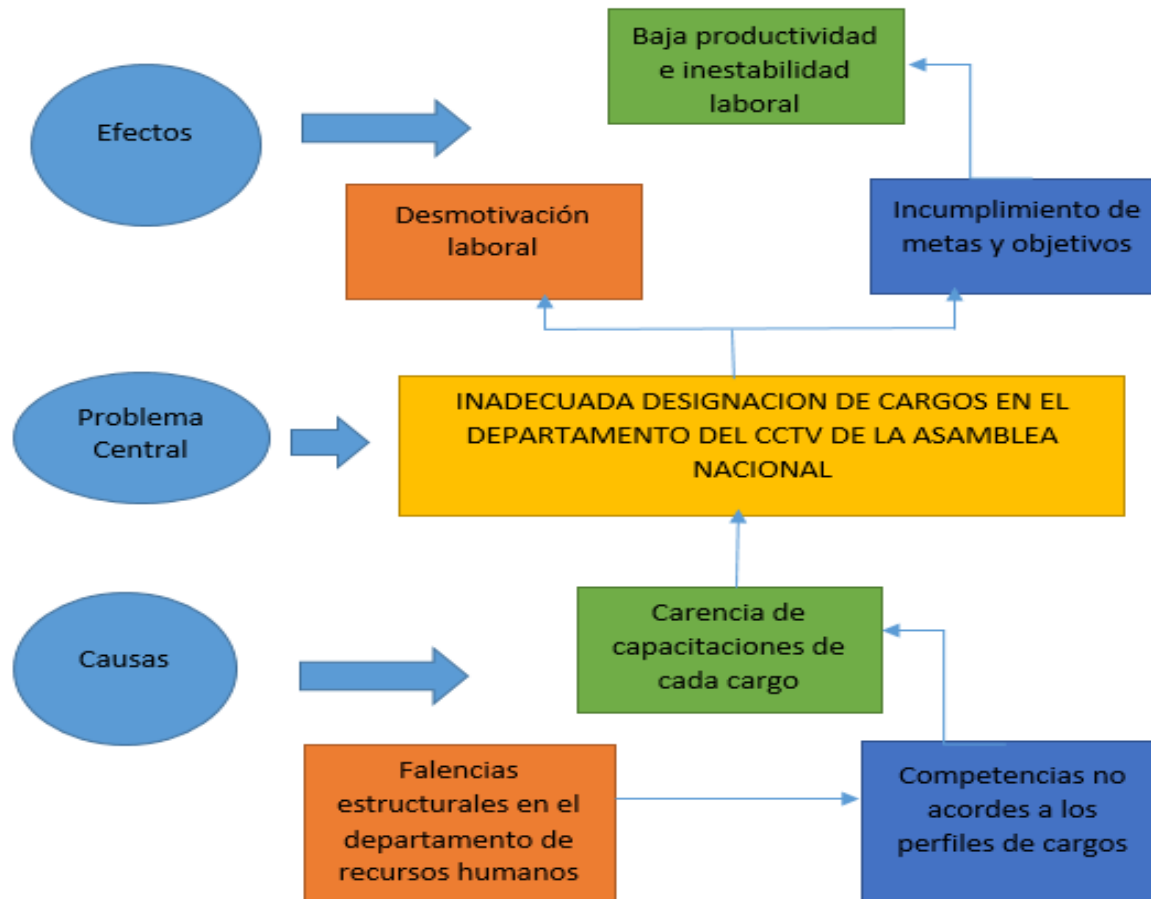 Baja productividad
e inestabilidad
laboral
Efectos
Desmotivación
laboral
Incumplimiento de
metas y objetivos
Problema
Central
INADECUADA DESIGNACION DE CARGOS EN EL
DEPARTAMENTO DEL CCTV DE LA ASAMBLEA
NACIONAL
Causas
Carencia de
capacitaciones de
cada cargo
Falencias
estructurales en el
departamento de
recursos humanos
Competencias no
acordes a los
perfiles de cargos